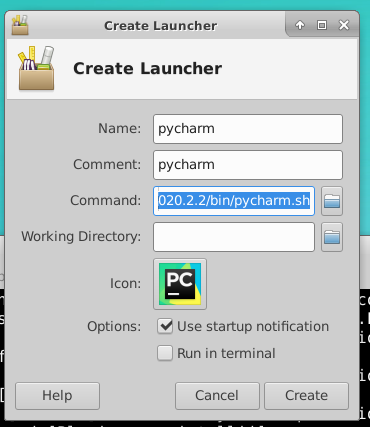 Create Launcher
Create Launcher
Name: pycharm
Comment: pycharm
Command: 020.2.2/bin/pycharm.sh
Working Directory:
Icon: PC
Options: Use startup notification
Run in terminal
Help Cancel Create